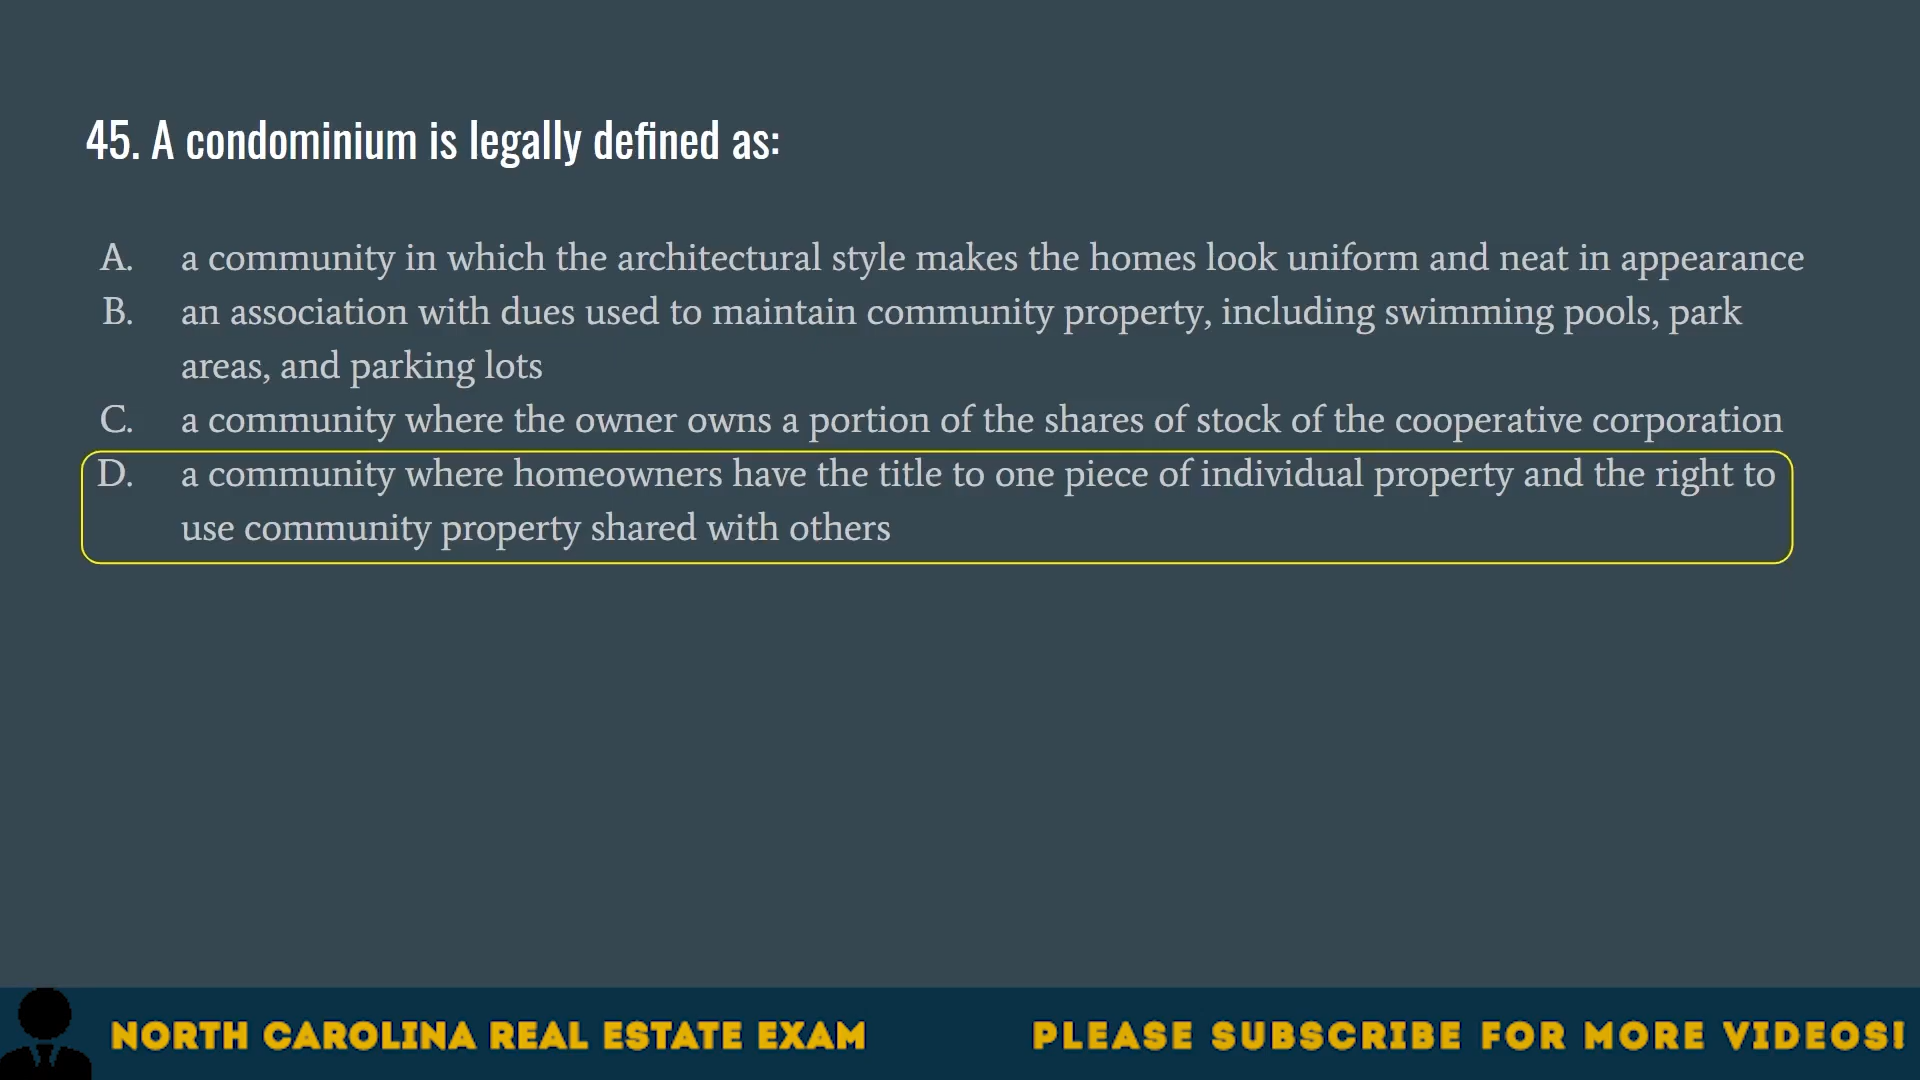 45. A condominium is legally defined as:
A. a community in which the architectural style makes the homes look uniform and neat in appearance
B. an association with dues used to maintain community property, including swimming pools, park
areas, and parking lots
C. a community where the owner owns a portion of the shares of stock of the cooperative corporation
D. a community where homeowners have the title to one piece of individual property and the right to
use community property shared with others
NORTH CAROLINA REAL ESTATE EXAM
PLEASE SUBSCRIBE FOR MORE VIDEOS!